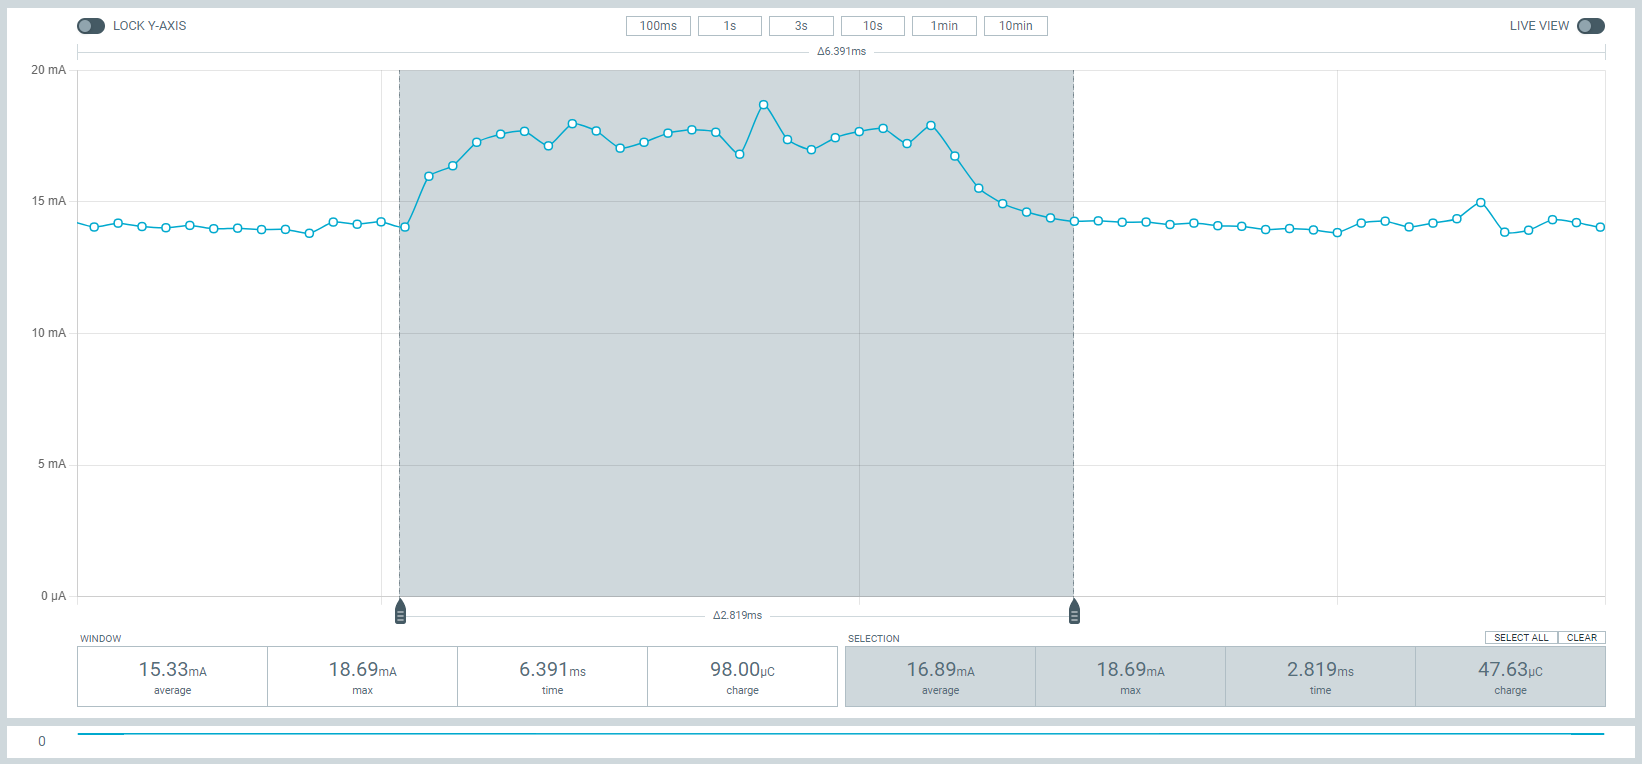 LOCK Y-AXIS 100ms 1s 3s 10s 1min 10min LIVE VIEW
Δ6.391ms
20 mA
15 mA
10 mA
5 mA
0 µA
Δ2.819ms
WINDOW SELECTION SELECT ALL CLEAR
15.33mA 18.69mA 6.391ms 98.00µC 16.89mA 18.69mA 2.819ms 47.63µC
average max time charge average max time charge
0